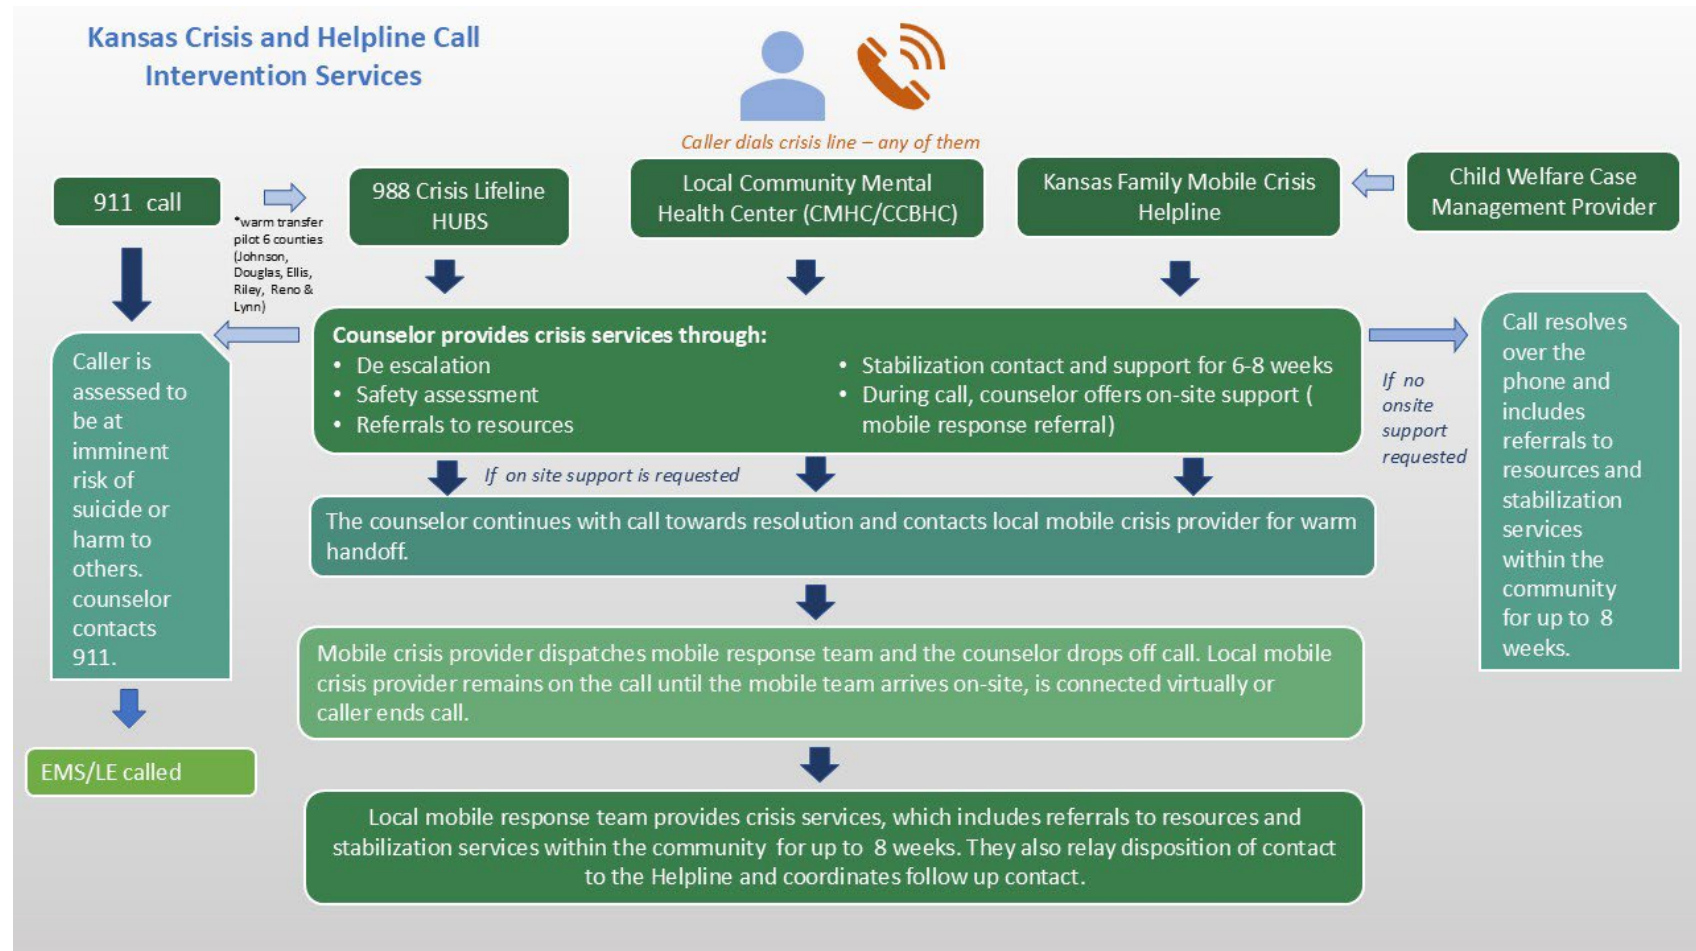 Kansas Crisis and Helpline Call
Intervention Services
Caller dials crisis line – any of them
911 call
*warm transfer
pilot 6 counties
(Johnson,
Douglas, Ellis,
Riley, Reno &
Lynn)
988 Crisis Lifeline
HUBS
Local Community Mental
Health Center (CMHC/CCBHC)
Kansas Family Mobile Crisis
Helpline
Child Welfare Case
Management Provider
Counselor provides crisis services through:
• De escalation
• Safety assessment
• Referrals to resources
• Stabilization contact and support for 6-8 weeks
• During call, counselor offers on-site support (
mobile response referral)
Caller is
assessed to
be at
imminent
risk of
suicide or
harm to
others.
counselor
contacts
911.
EMS/LE called
If no
onsite
support
requested
Call resolves
over the
phone and
includes
referrals to
resources and
stabilization
services
within the
community
for up to 8
weeks.
If on site support is requested
The counselor continues with call towards resolution and contacts local mobile crisis provider for warm
handoff.
Mobile crisis provider dispatches mobile response team and the counselor drops off call. Local mobile
crisis provider remains on the call until the mobile team arrives on-site, is connected virtually or
caller ends call.
Local mobile response team provides crisis services, which includes referrals to resources and
stabilization services within the community for up to 8 weeks. They also relay disposition of contact
to the Helpline and coordinates follow up contact.